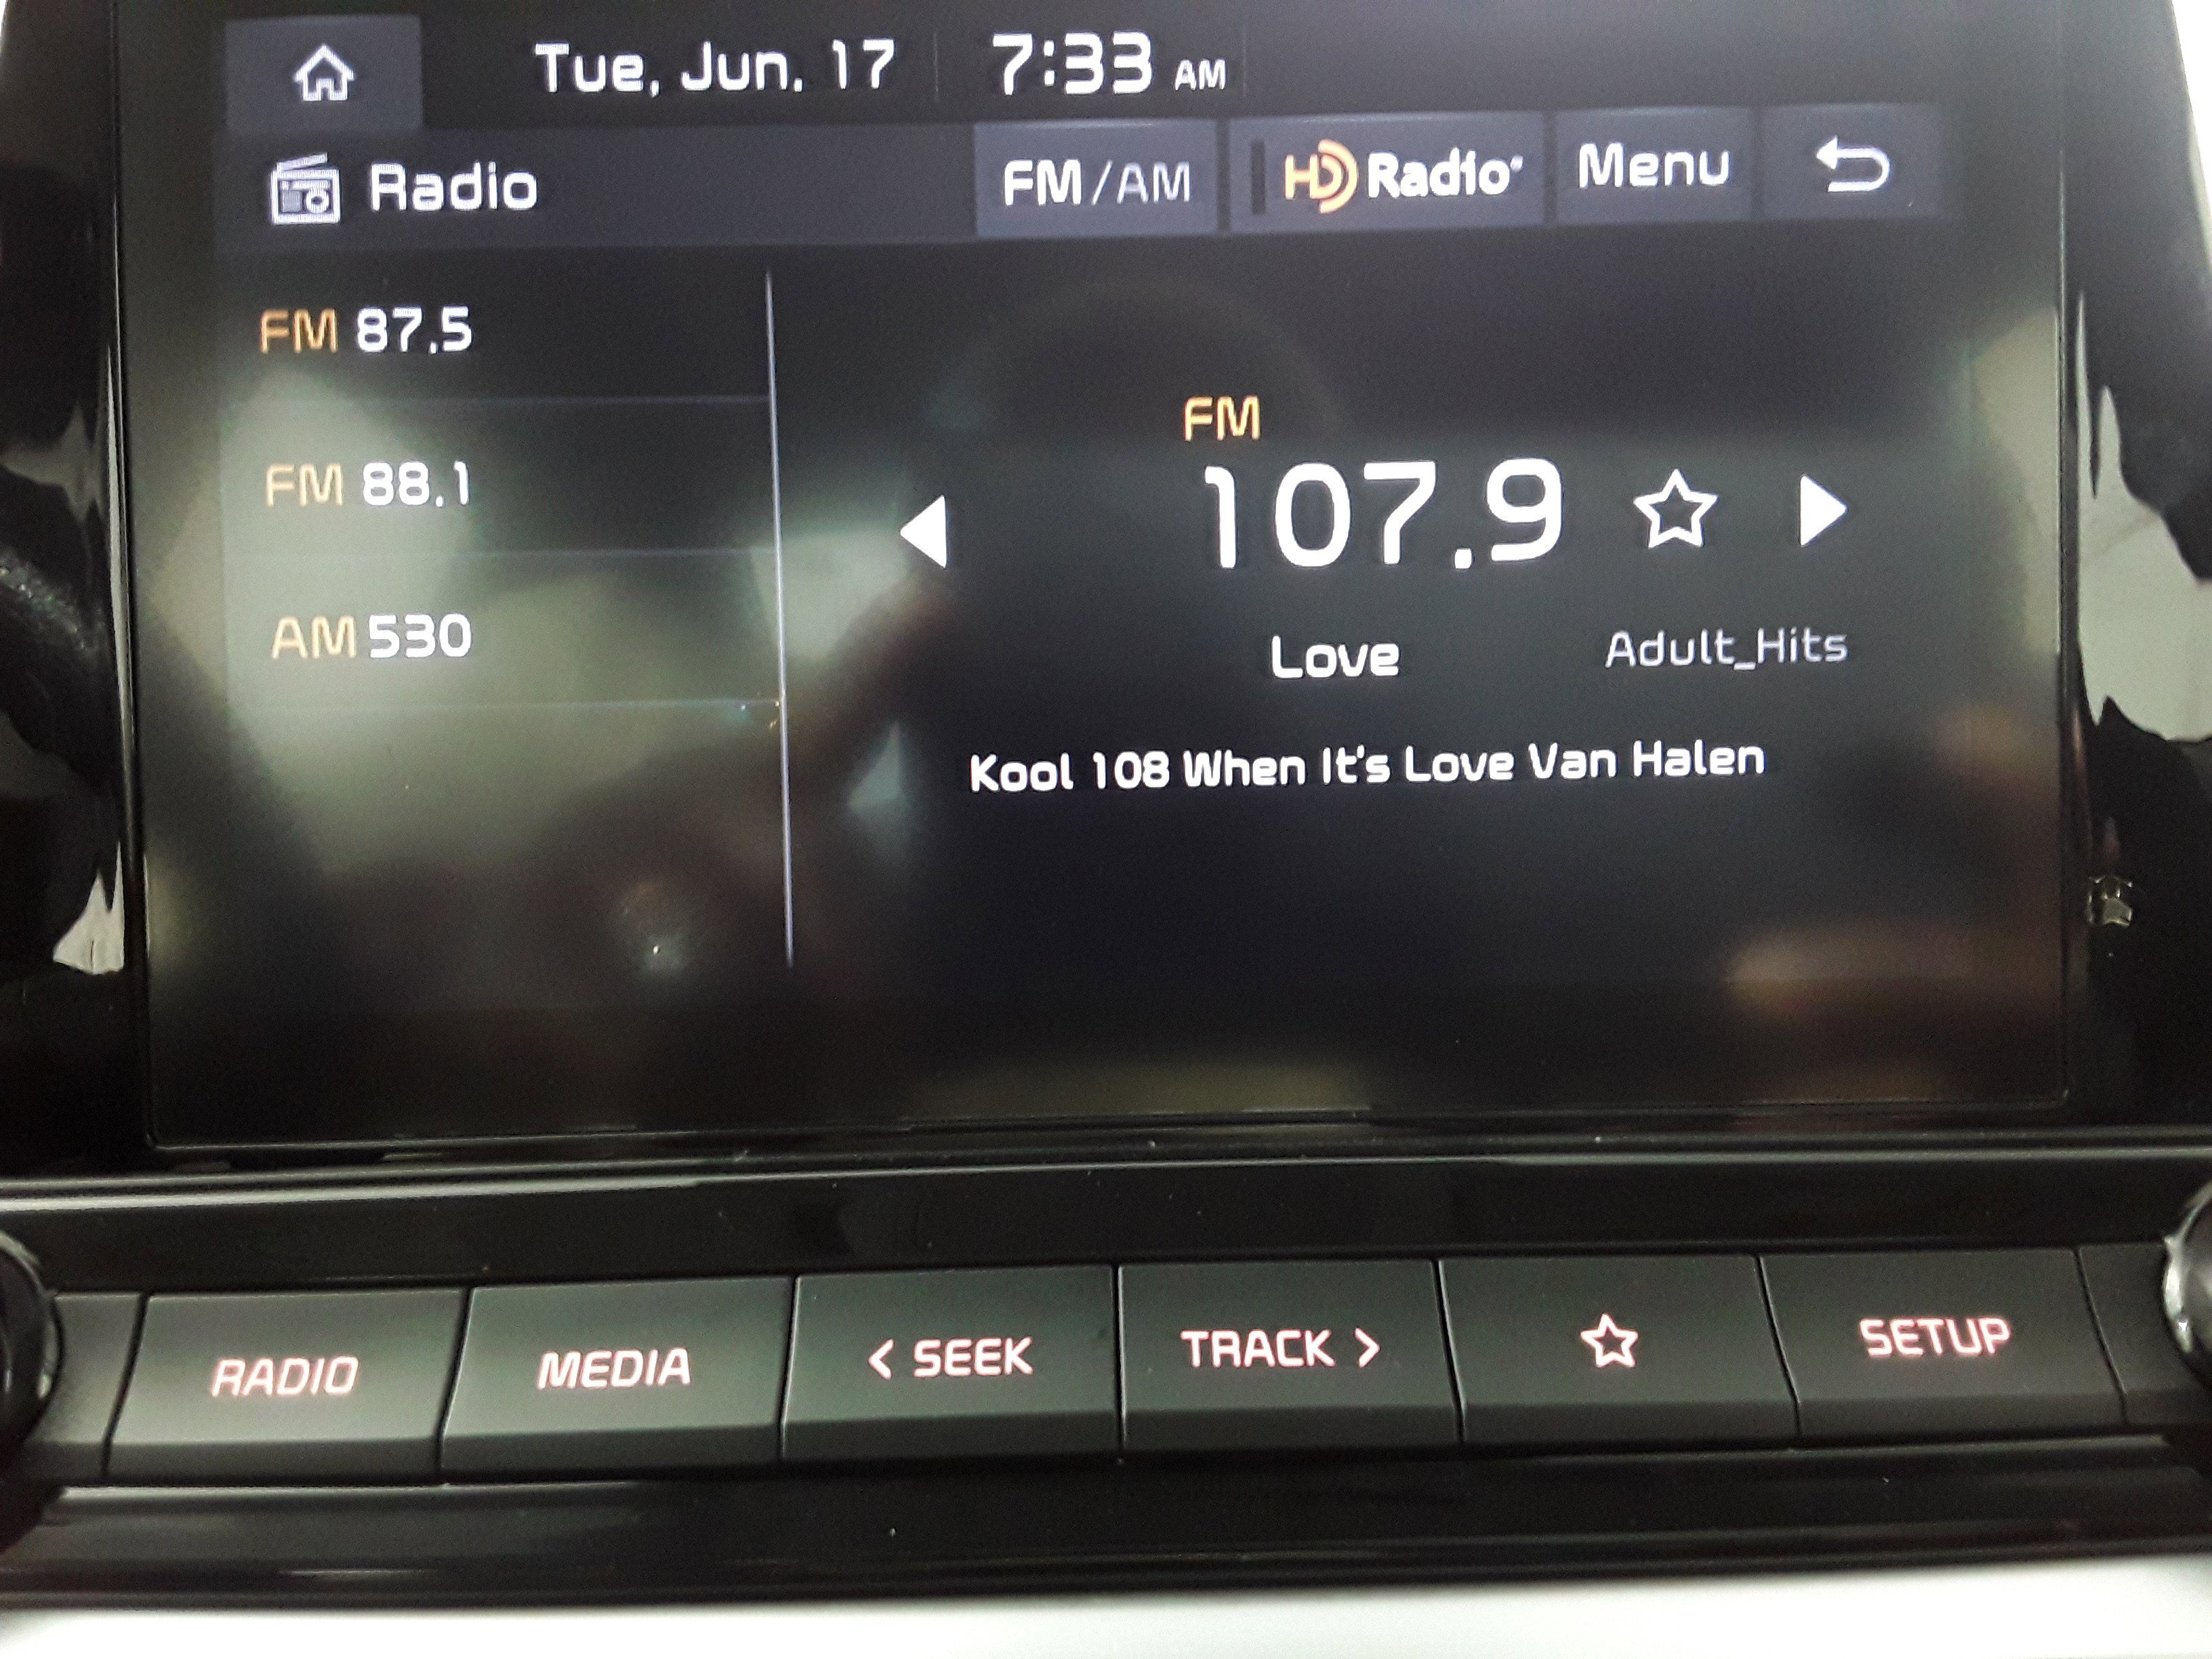 Tue, Jun. 17 7:33 AM
Radio FM/AM HD Radio Menu
FM 87.5
FM 88.1
AM 530
FM
107.9
Love Adult_Hits
Kool 108 When It's Love Van Halen
RADIO MEDIA < SEEK TRACK > SETUP